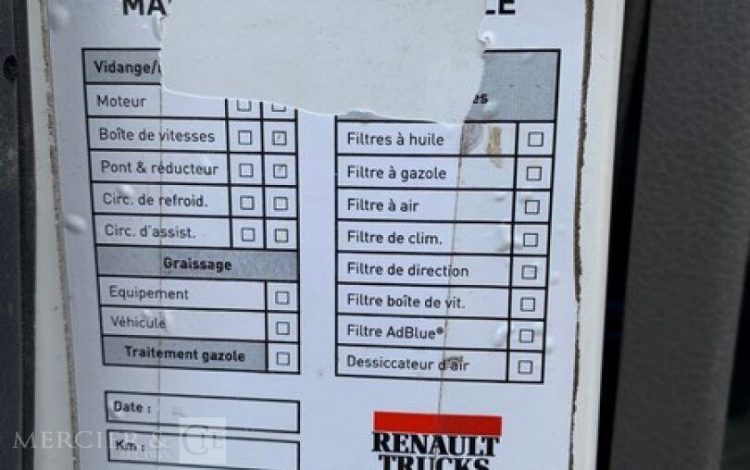 Vidange/
Moteur
Boîte de vitesses
Pont & réducteur
Circ. de refroid.
Circ. d'assist.
Graissage
Equipement
Véhicule
Traitement gazole
Date :
Km :
Filtres à huile
Filtre à gazole
Filtre à air
Filtre de clim.
Filtre de direction
Filtre boîte de vit.
Filtre AdBlue®
Dessiccateur d'air
RENAULT
TRUCKS
MERCIER & CIE